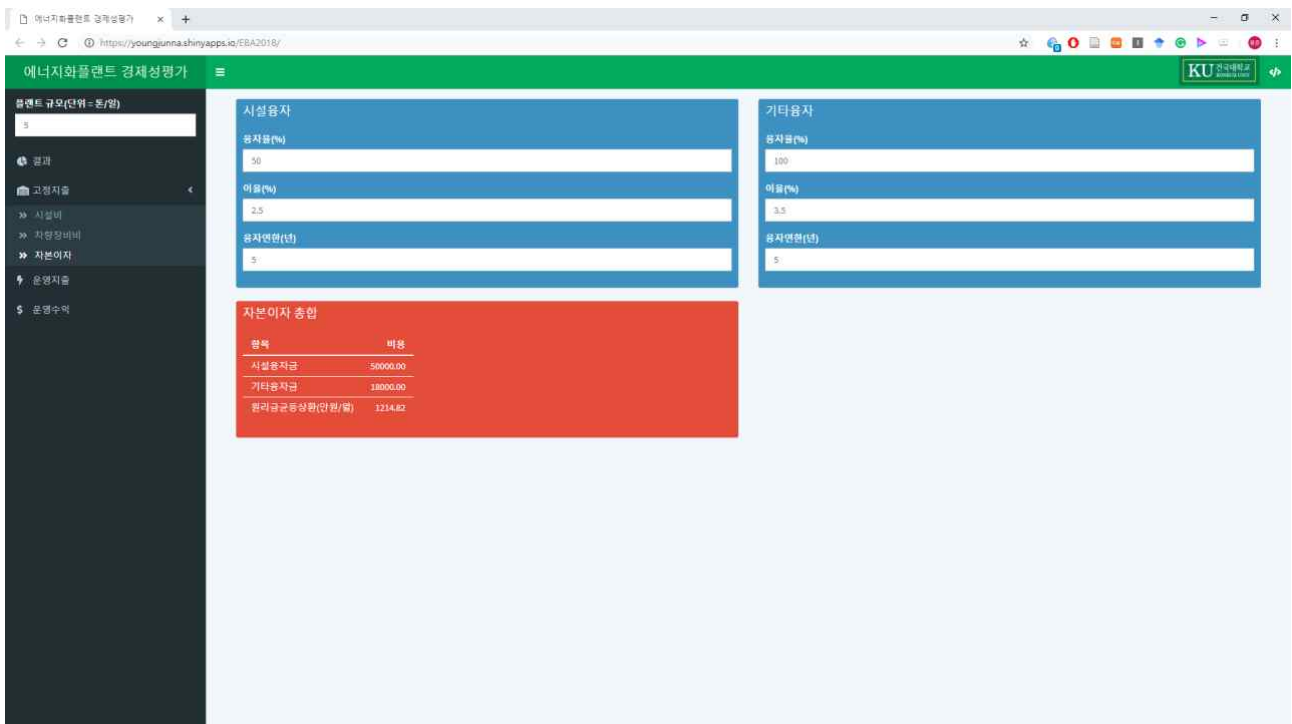 에너지화플랜트 경제성평가
https://youngjunna.shinyapps.io/EBA2018/
에너지화플랜트 경제성평가
KU 건국대학교
플랜트 규모(단위 = 톤/일)
5
결과
고정지출
시설비
차량장비비
자본이자
운영지출
운영수익
시설융자
융자율(%)
50
이율(%)
2.5
융자연한(년)
5
기타융자
융자율(%)
100
이율(%)
3.5
융자연한(년)
5
자본이자 총합
항목 비용
시설융자금 50000.00
기타융자금 18000.00
원리금균등상환(만원/월) 1214.82